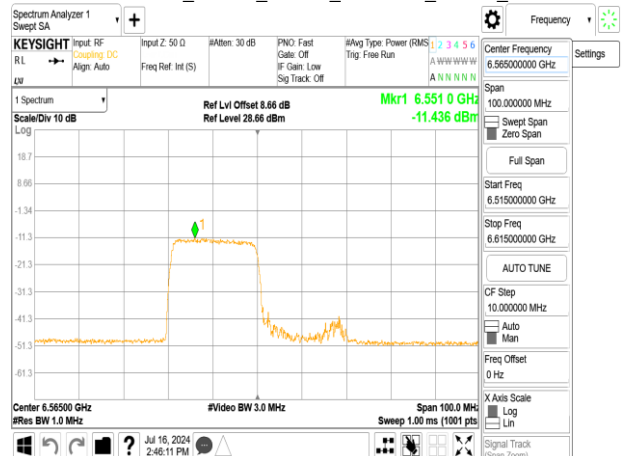 Spectrum Analyzer 1
Swept SA
Frequency
Settings
KEYSIGHT
RL
Input: RF
Coupling: DC
Align: Auto
Input Z: 50 Ω
Freq Ref: Int (S)
#Atten: 30 dB
PNO: Fast
Gate: Off
IF Gain: Low
Sig Track: Off
#Avg Type: Power (RMS
Trig: Free Run
1 2 3 4 5 6
A W W W W W
A N N N N N
1 Spectrum
Scale/Div 10 dB
Log
Ref Lvl Offset 8.66 dB
Ref Level 28.66 dBm
Mkr1 6.551 0 GHz
-11.436 dBm
18.7
8.66
-1.34
-11.3
-21.3
-31.3
-41.3
-51.3
-61.3
1
Center 6.56500 GHz
#Res BW 1.0 MHz
#Video BW 3.0 MHz
Span 100.0 MHz
Sweep 1.00 ms (1001 pts
Jul 16, 2024
2:46:11 PM
Center Frequency
6.565000000 GHz
Span
100.000000 MHz
Swept Span
Zero Span
Full Span
Start Freq
6.515000000 GHz
Stop Freq
6.615000000 GHz
AUTO TUNE
CF Step
10.000000 MHz
Auto
Man
Freq Offset
0 Hz
X Axis Scale
Log
Lin
Signal Track
(Span Zoom)